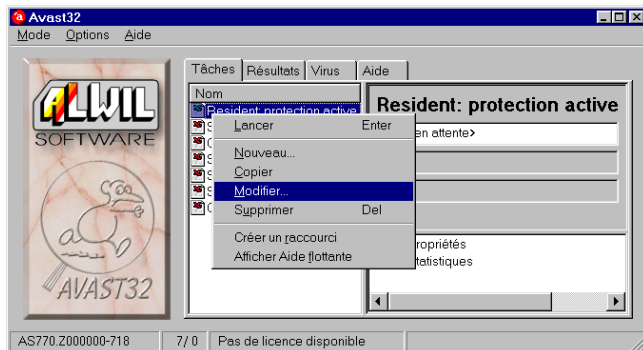 Avast32
Mode Options Aide
Tâches Résultats Virus Aide
ALWIL
SOFTWARE
AVAST32
Nom
Resident: protection active
Resident: protection active
en attente>
Lancer Enter
Nouveau...
Copier
Modifier...
Supprimer Del
Créer un raccourci
Afficher Aide flottante
ropriétés
tatistiques
AS770.Z000000-718 7/ 0 Pas de licence disponible